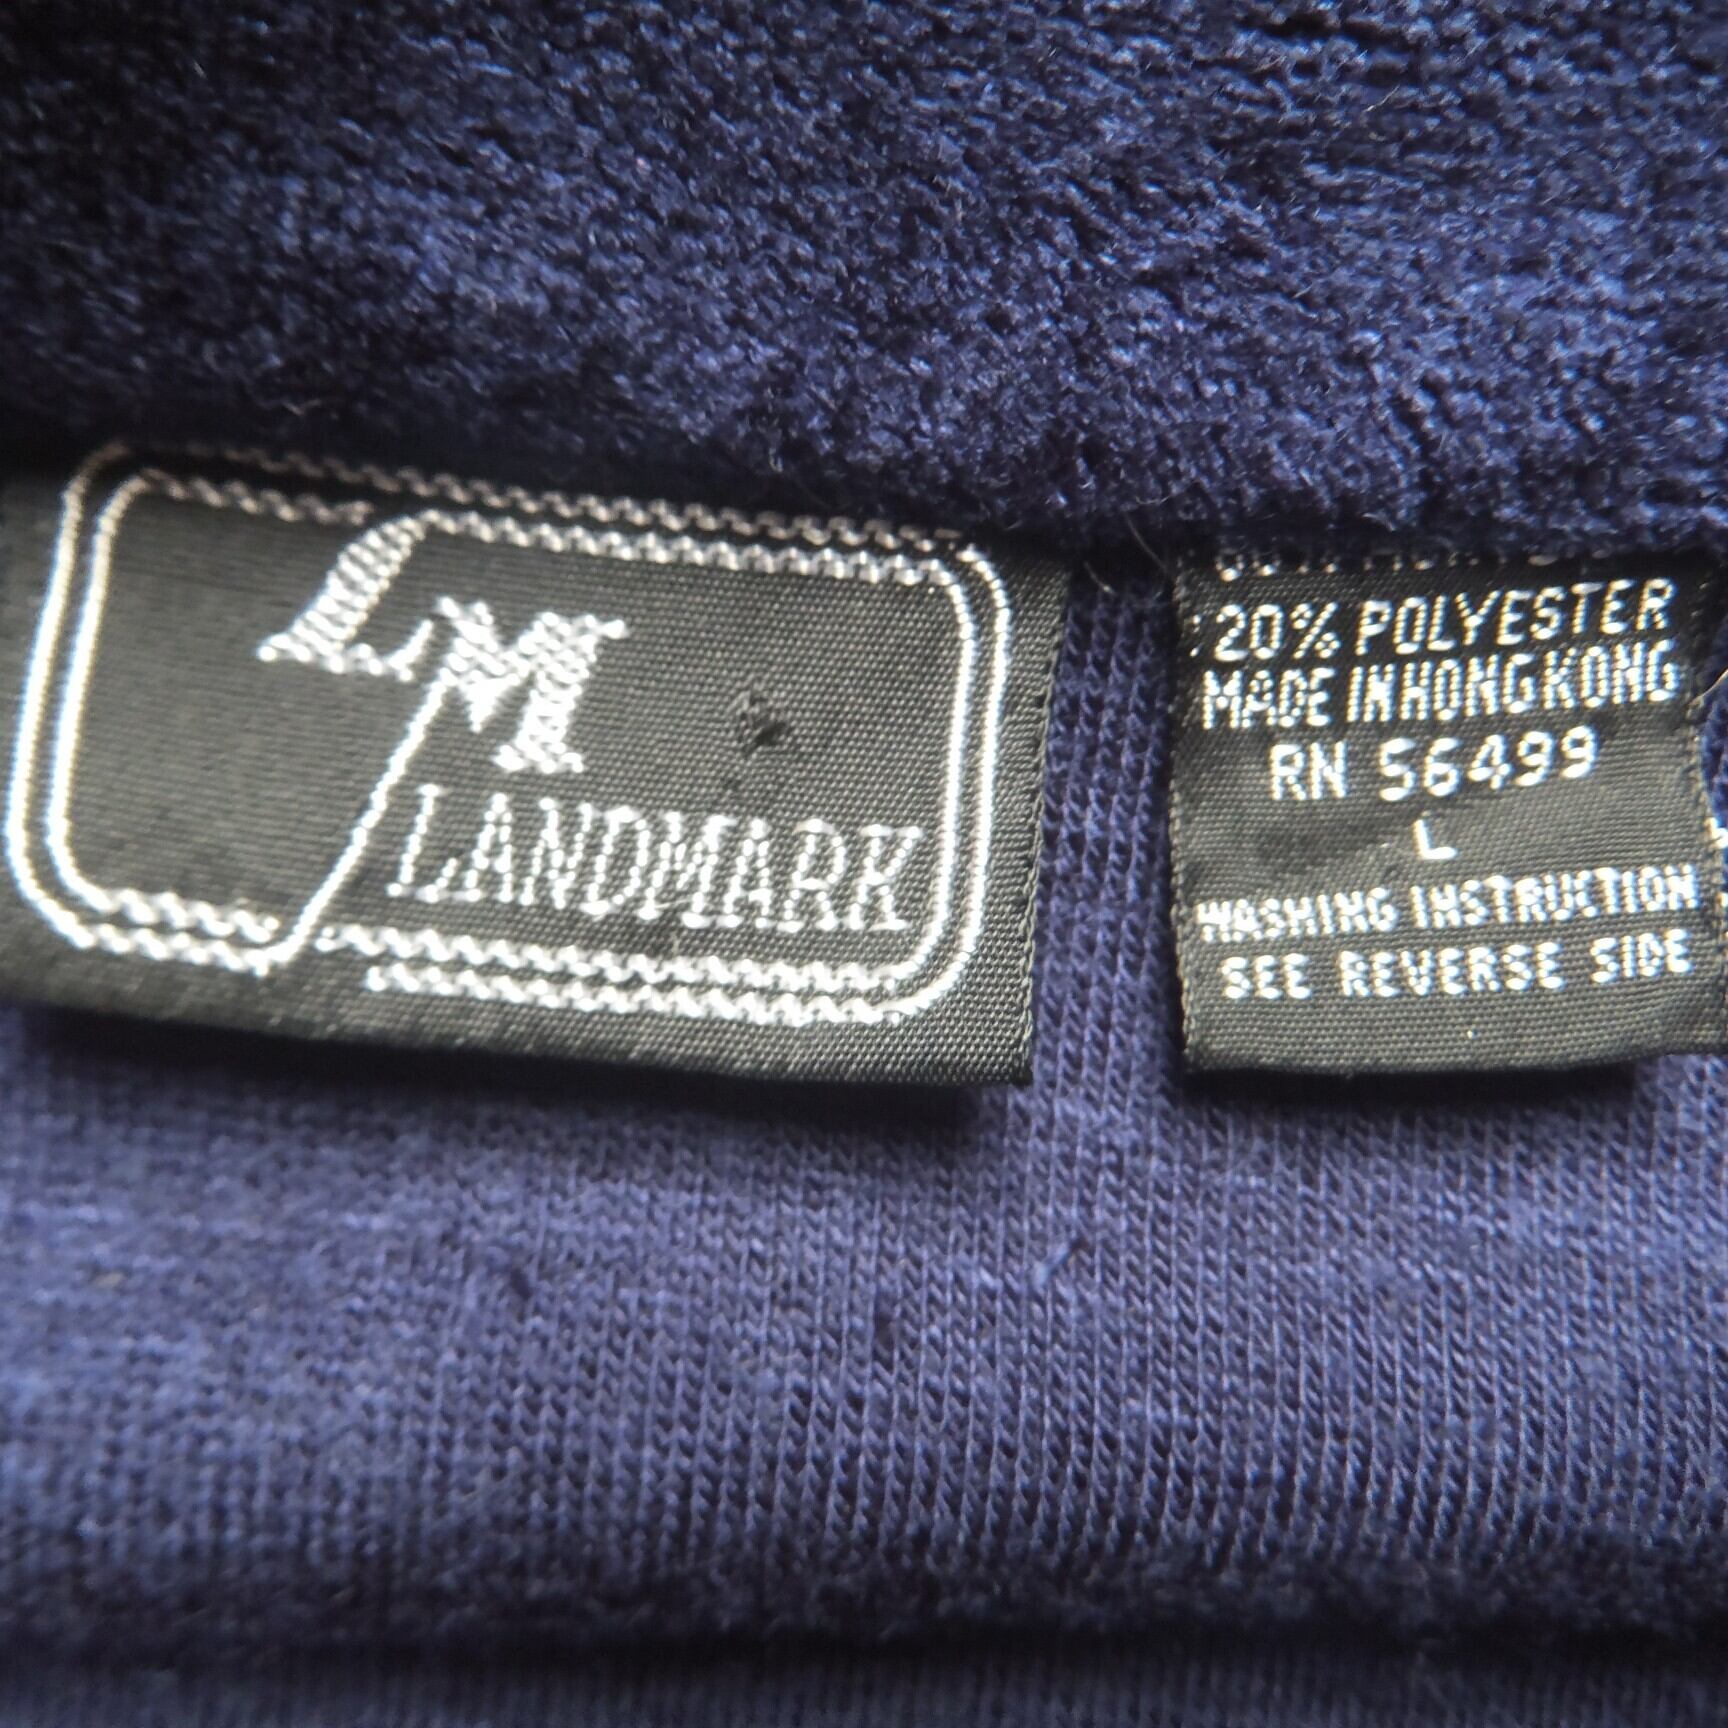 LM
LANDMARK
20% POLYESTER
MADE IN HONG KONG
RN 56499
L
WASHING INSTRUCTION
SEE REVERSE SIDE